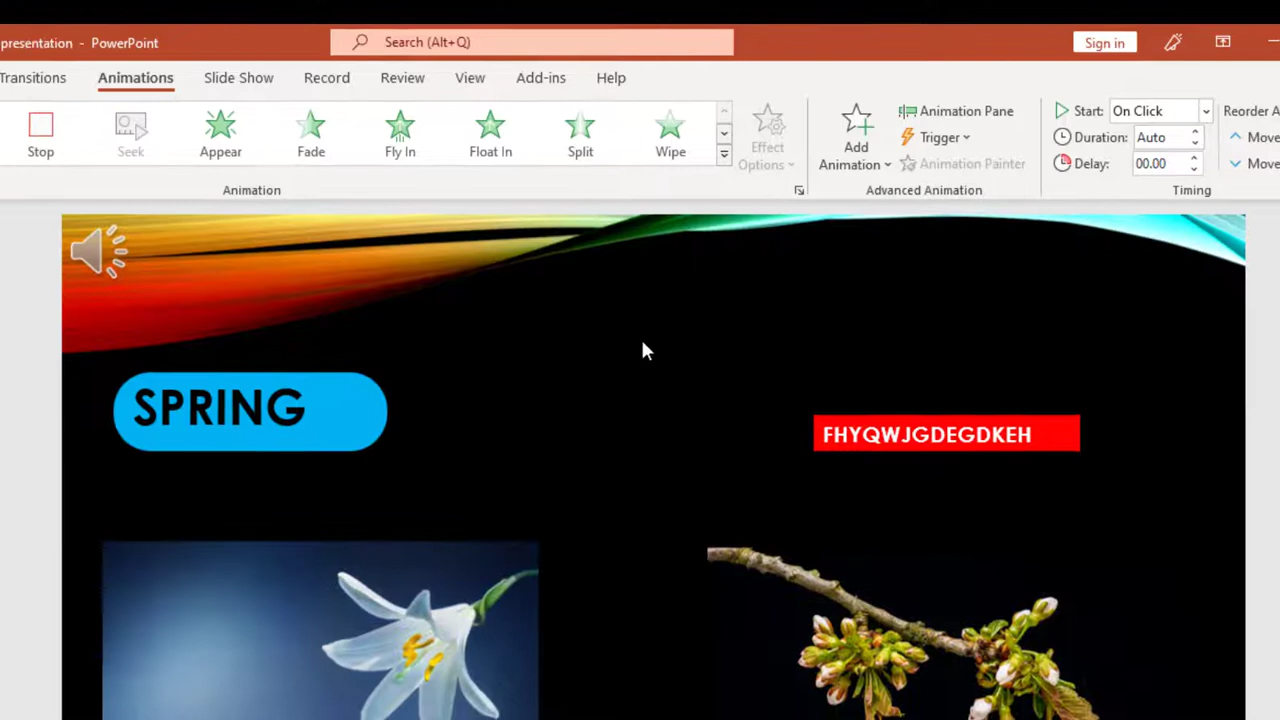 presentation - PowerPoint
Search (Alt+Q)
Sign in
Transitions Animations Slide Show Record Review View Add-ins Help
Stop Seek Appear Fade Fly In Float In Split Wipe
Effect Options
Add Animation
Animation Pane
Trigger
Animation Painter
Start: On Click
Duration: Auto
Delay: 00.00
Reorder A
Move
Move
Animation Advanced Animation Timing
SPRING
FHYQWJGDEGDKEH